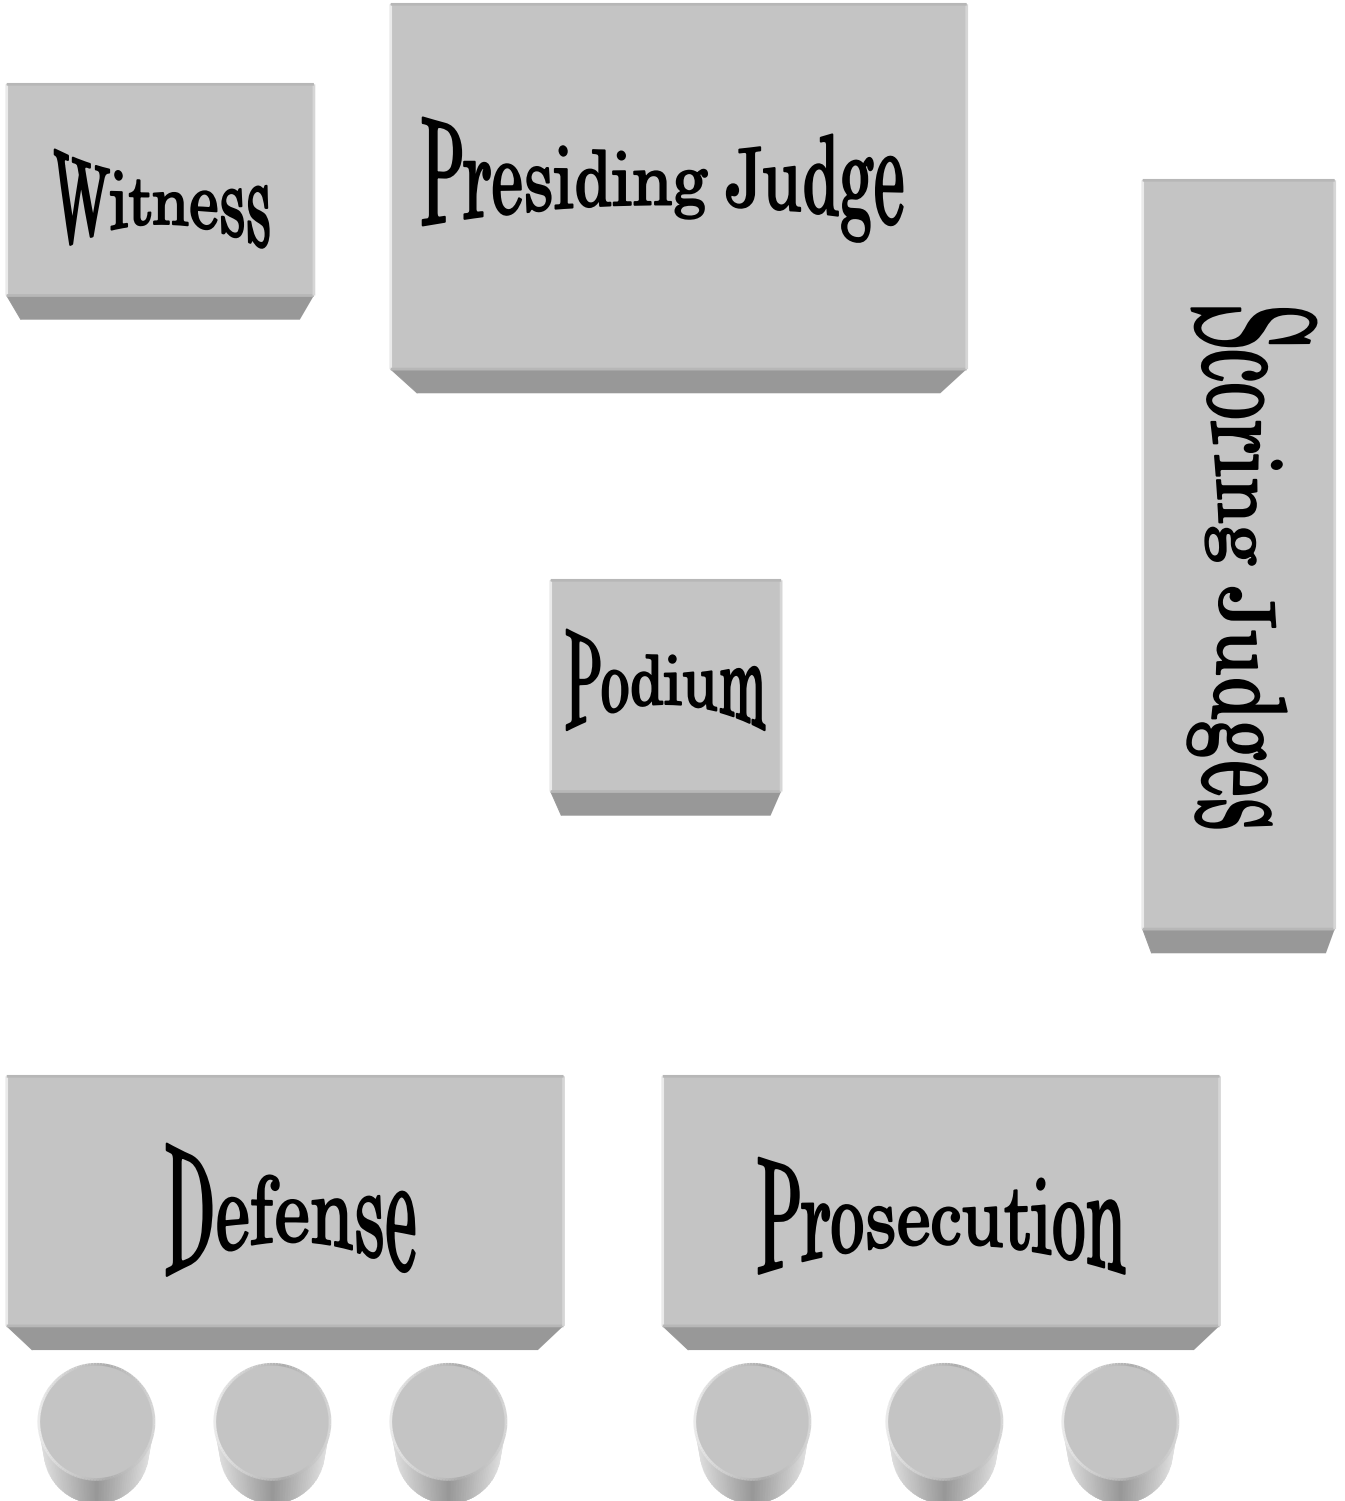 Witness
Presiding Judge
Scoring Judges
Podium
Defense
Prosecution